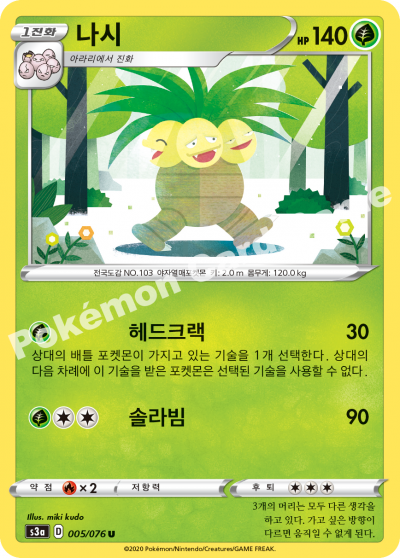 1진화
나시
HP 140
아라리에서 진화
전국도감 NO.103 야자열매포켓몬 키: 2.0 m 몸무게: 120.0 kg
헤드크랙 30
상대의 배틀 포켓몬이 가지고 있는 기술을 1개 선택한다. 상대의
다음 차례에 이 기술을 받은 포켓몬은 선택된 기술을 사용할 수 없다.
솔라빔 90
약점 ×2 저항력 후퇴
Illus. miki kudo
s3a D 005/076 U
3개의 머리는 모두 다른 생각을
하고 있다. 가고 싶은 방향이
다르면 움직일 수 없게 된다.
©2020 Pokémon/Nintendo/Creatures/GAME FREAK.